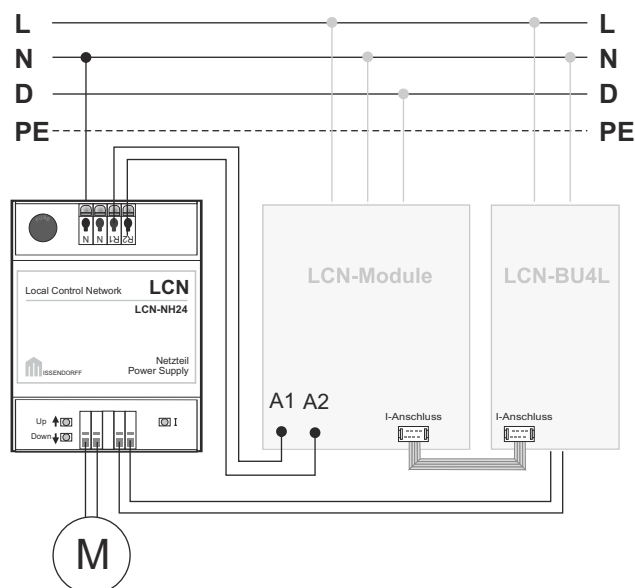 L L
N N
D D
PE PE
N N R1 R2
Local Control Network LCN
LCN-NH24
ISSENDORFF
Netzteil
Power Supply
Up
Down
I
M
LCN-Module
A1 A2
I-Anschluss
LCN-BU4L
I-Anschluss